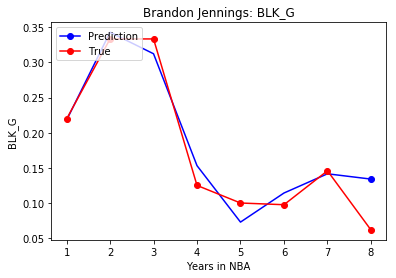 Brandon Jennings: BLK_G
Prediction
True
0.35
0.30
0.25
0.20
0.15
0.10
0.05
BLK_G
1 2 3 4 5 6 7 8
Years in NBA